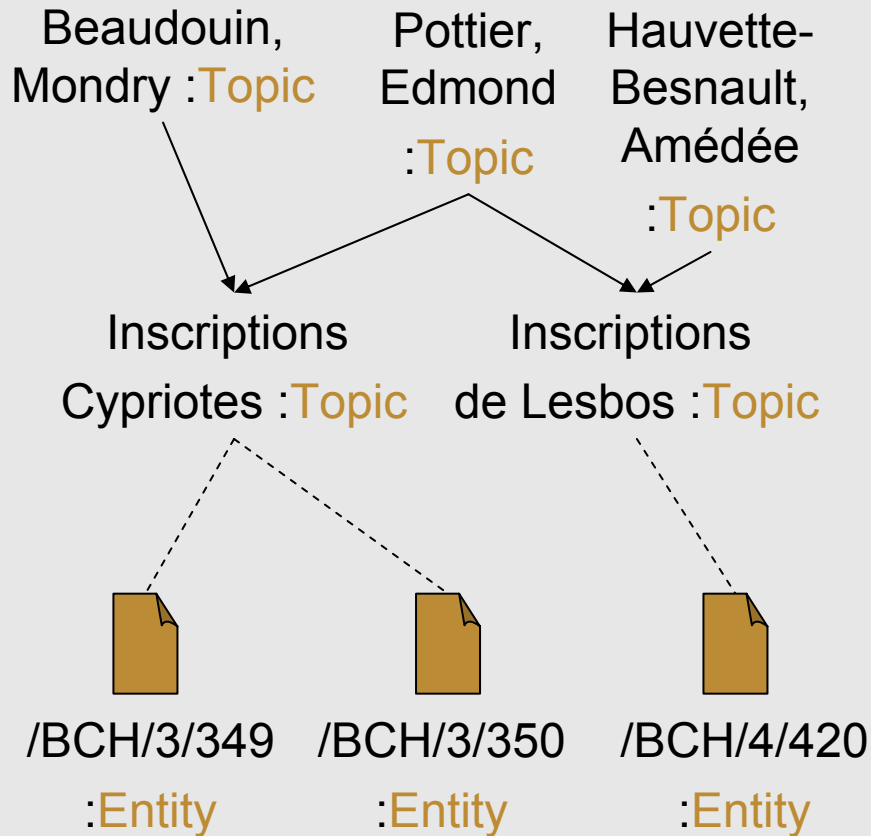 Beaudouin,
Mondry :Topic
Pottier,
Edmond
:Topic
Hauvette-
Besnault,
Amédée
:Topic
Inscriptions
Cypriotes :Topic
Inscriptions
de Lesbos :Topic
/BCH/3/349
:Entity
/BCH/3/350
:Entity
/BCH/4/420
:Entity